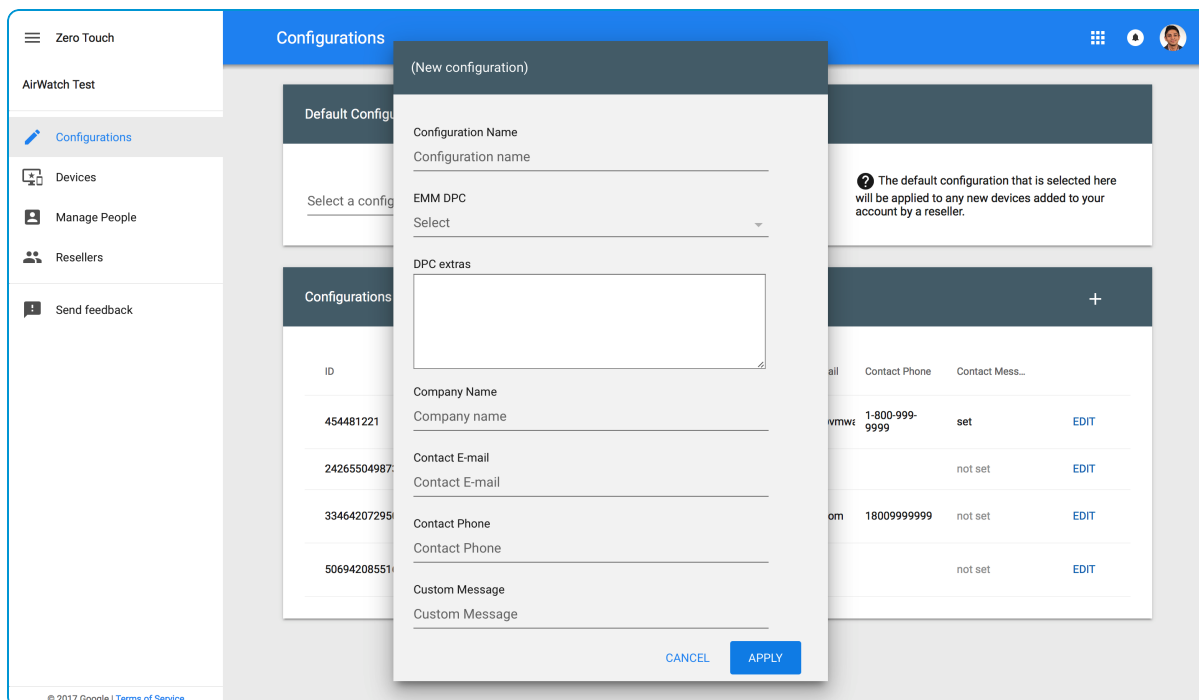 Zero Touch
AirWatch Test
Configurations
Devices
Manage People
Resellers
Send feedback
© 2017 Google | Terms of Service
Configurations
Default Configu
Select a config
The default configuration that is selected here
will be applied to any new devices added to your
account by a reseller.
(New configuration)
Configuration Name
Configuration name
EMM DPC
Select
DPC extras
Company Name
Company name
Contact E-mail
Contact E-mail
Contact Phone
Contact Phone
Custom Message
Custom Message
CANCEL APPLY
Configurations
ID ail Contact Phone Contact Mess...
454481221 vmwa 1-800-999-
9999 set EDIT
24265504987 not set EDIT
3346420729 om 18009999999 not set EDIT
5069420855 not set EDIT